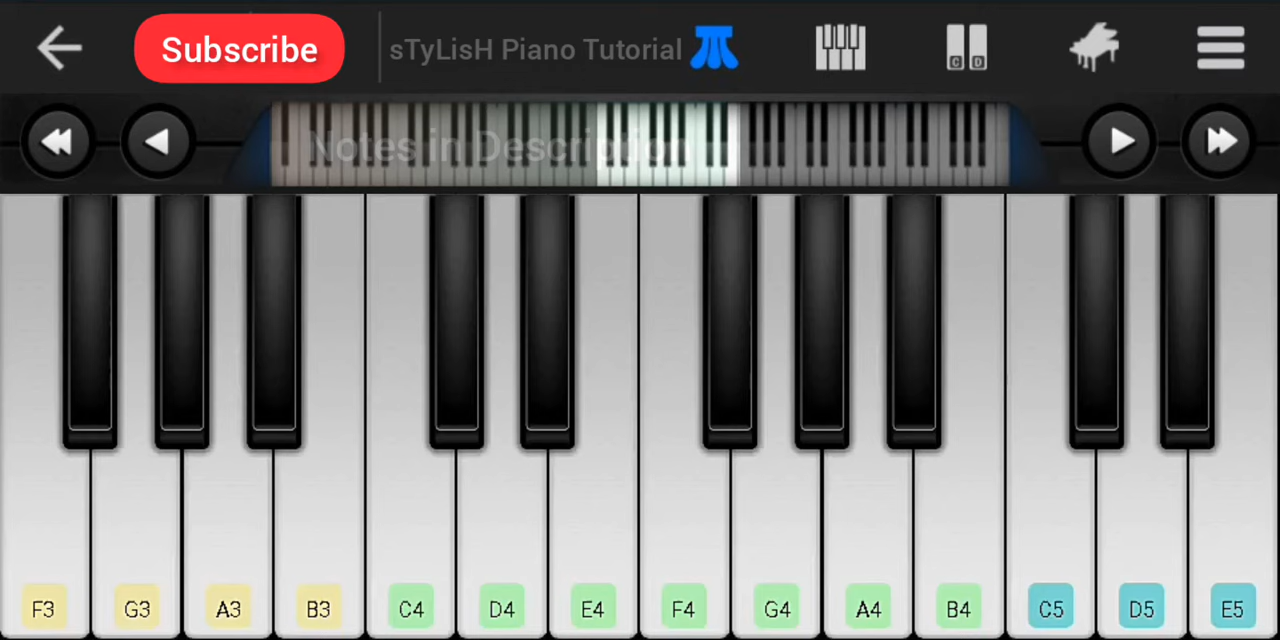 Subscribe
sTyLisH Piano Tutorial
C D
Notes in Description
F3 G3 A3 B3 C4 D4 E4 F4 G4 A4 B4 C5 D5 E5